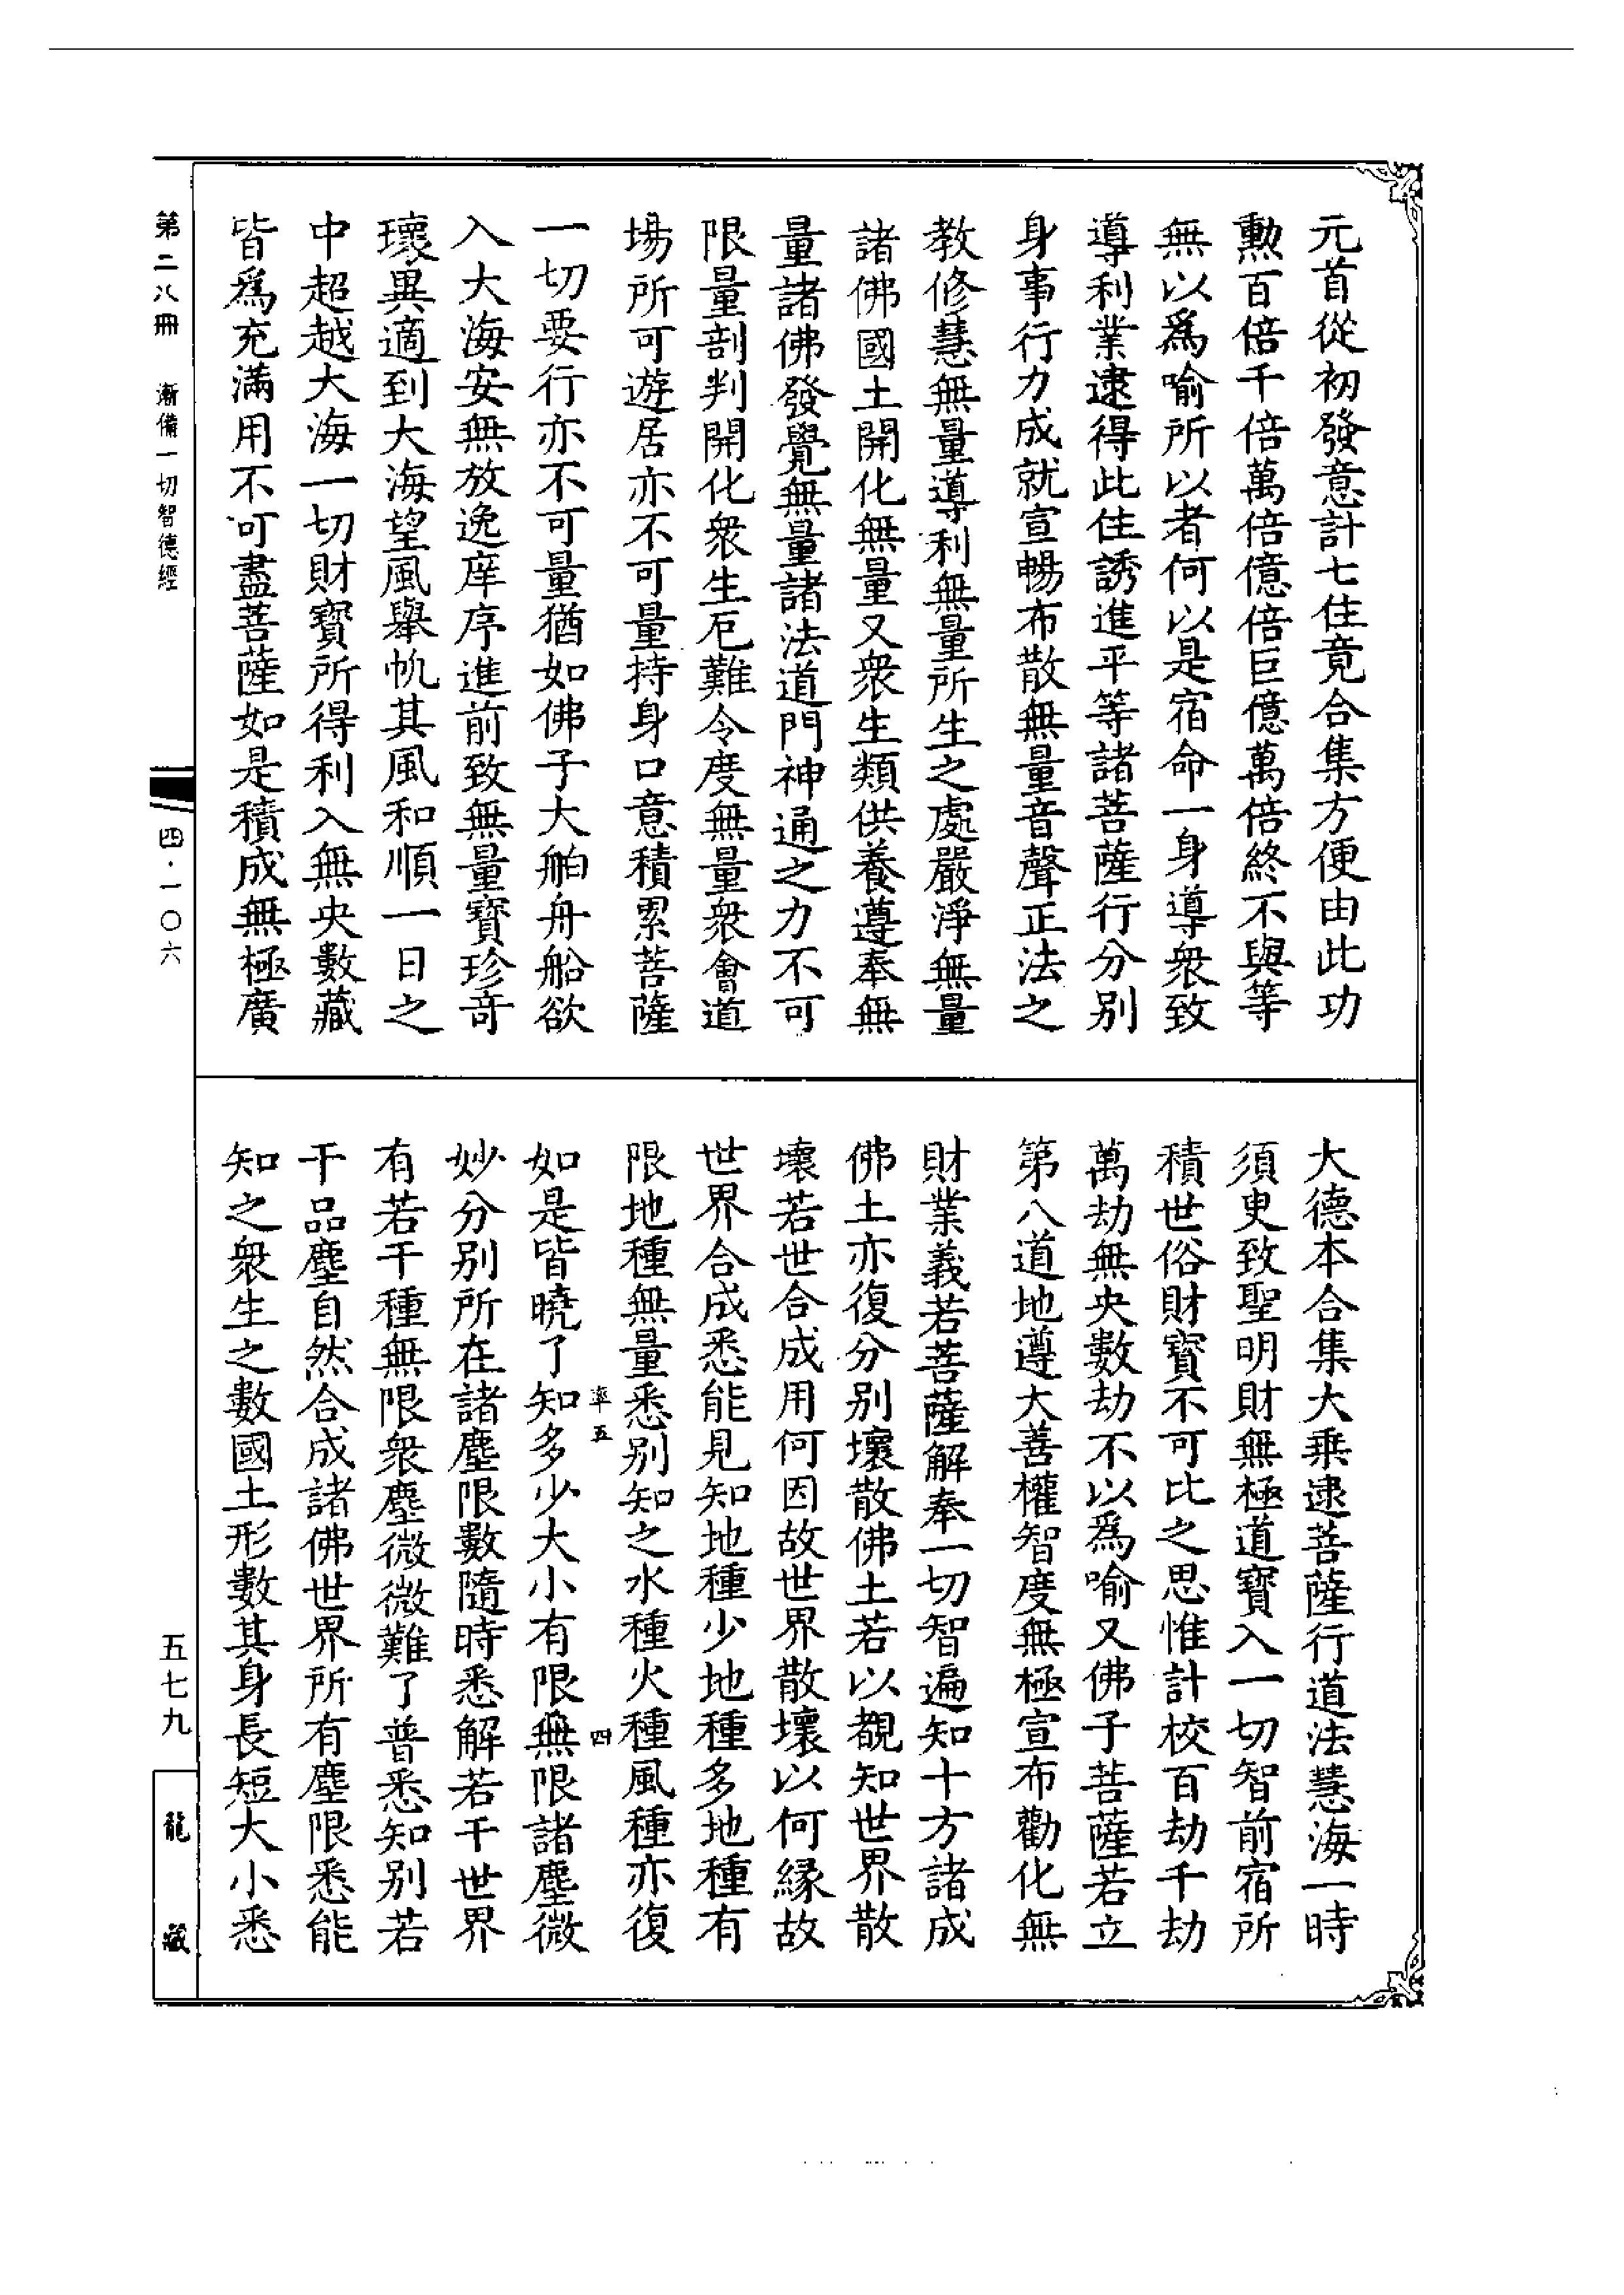 元首從初發意計七住竟合集方便由此功
勲百倍千倍萬倍億倍巨億萬倍終不與等
無以爲喻所以者何以是宿命一身導衆致
導利業逮得此住誘進平等諸菩薩行分别
身事行力成就宣暢布散無量音聲正法之
教修慧無量導利無量所生之處嚴淨無量
諸佛國土開化無量又衆生類供養遵奉無
量諸佛發覺無量諸法道門神通之力不可
限量剖判開化衆生厄難令度無量衆會道
場所可遊居亦不可量持身口意積累菩薩
一切要行亦不可量猶如佛子大舶舟船欲
入大海安無放逸庠序進前致無量寶珍奇
瓌異適到大海望風舉帆其風和順一日之
中超越大海一切財寶所得利入無央數藏
皆爲充滿用不可盡菩薩如是積成無極廣
大德本合集大乗逮菩薩行道法慧海一時
須臾致聖明財無極道寶入一切智前宿所
積世俗財寶不可比之思惟計校百劫千劫
萬劫無央數劫不以爲喻又佛子菩薩若立
第八道地遵大善權智度無極宣布勸化無
財業義若菩薩解奉一切智遍知十方諸成
佛土亦復分别壞散佛土若以覩知世界散
壞若世合成用何因故世界散壞以何緣故
世界合成悉能見知地種少地種多地種有
限地種無量悉别知之水種火種風種亦復
率五 四
如是皆曉了知多少大小有限無限諸塵微
妙分别所在諸塵限數隨時悉解若干世界
有若干種無限衆塵微微難了普悉知别若
干品塵自然合成諸佛世界所有塵限悉能
知之衆生之數國土形數其身長短大小悉
第二八冊 漸備一切智德經
四·一〇六
五七九
龍藏